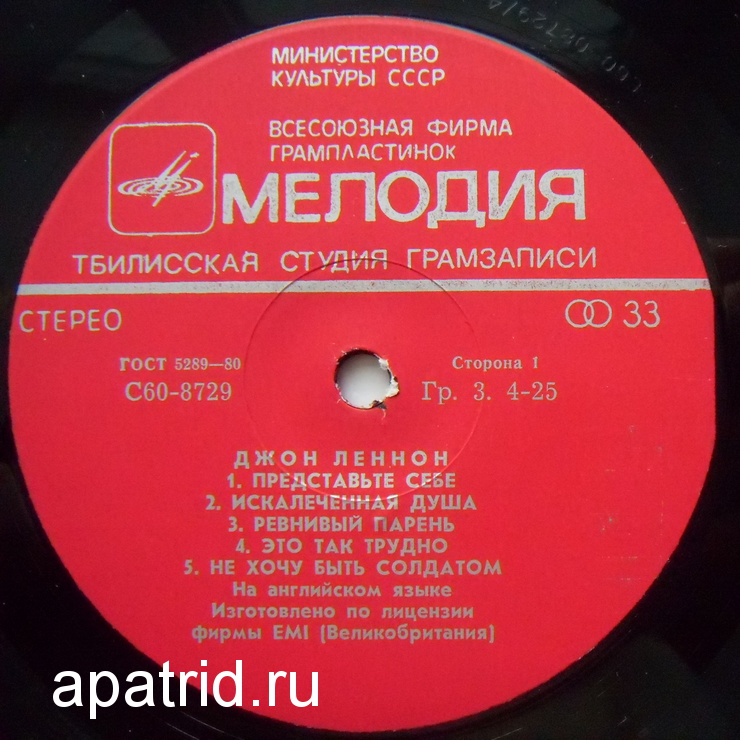 МИНИСТЕРСТВО
КУЛЬТУРЫ СССР
ВСЕСОЮЗНАЯ ФИРМА
ГРАМПЛАСТИНОК
МЕЛОДИЯ
ТБИЛИССКАЯ СТУДИЯ ГРАМЗАПИСИ
СТЕРЕО 33
ГОСТ 5289—80 Сторона 1
С60-8729 Гр. 3. 4-25
ДЖОН ЛЕННОН
1. ПРЕДСТАВЬТЕ СЕБЕ
2. ИСКАЛЕЧЕННАЯ ДУША
3. РЕВНИВЫЙ ПАРЕНЬ
4. ЭТО ТАК ТРУДНО
5. НЕ ХОЧУ БЫТЬ СОЛДАТОМ
На английском языке
Изготовлено по лицензии
фирмы EMI (Великобритания)
apatrid.ru